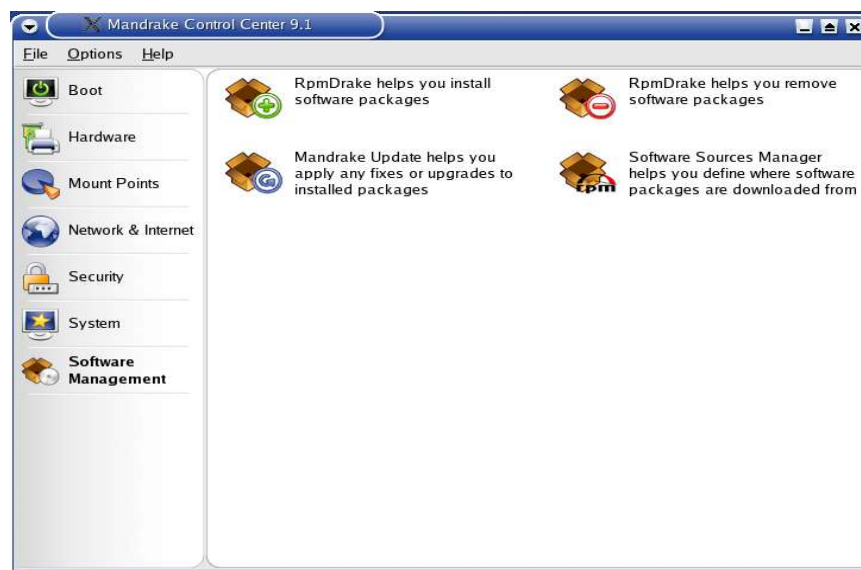 Mandrake Control Center 9.1
File Options Help
Boot
Hardware
Mount Points
Network & Internet
Security
System
Software
Management
RpmDrake helps you install
software packages
RpmDrake helps you remove
software packages
Mandrake Update helps you
apply any fixes or upgrades to
installed packages
Software Sources Manager
helps you define where software
packages are downloaded from
rpm